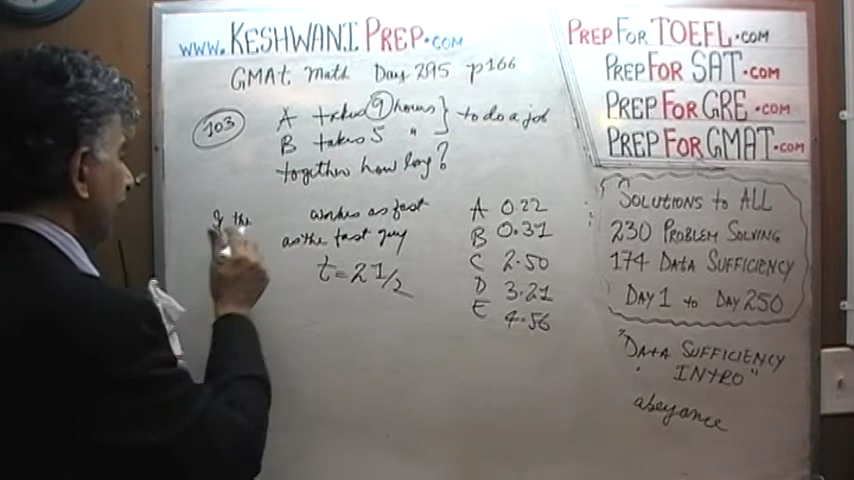 www.KESHWANIPREP.COM
GMAT Math Day 295 p166
103
A takes 9 hours } to do a job
B takes 5 "
together how long?
If the works as fast
as the fast guy
t = 2 1/2
A 0.22
B 0.31
C 2.50
D 3.21
E 4.56
PREPFORTOEFL.COM
PREPFORSAT.COM
PREPFORGRE.COM
PREPFORGMAT.COM
SOLUTIONS to ALL
230 PROBLEM SOLVING
174 DATA SUFFICIENCY
DAY 1 to DAY 250
"DATA SUFFICIENCY
INTRO"
abeyance